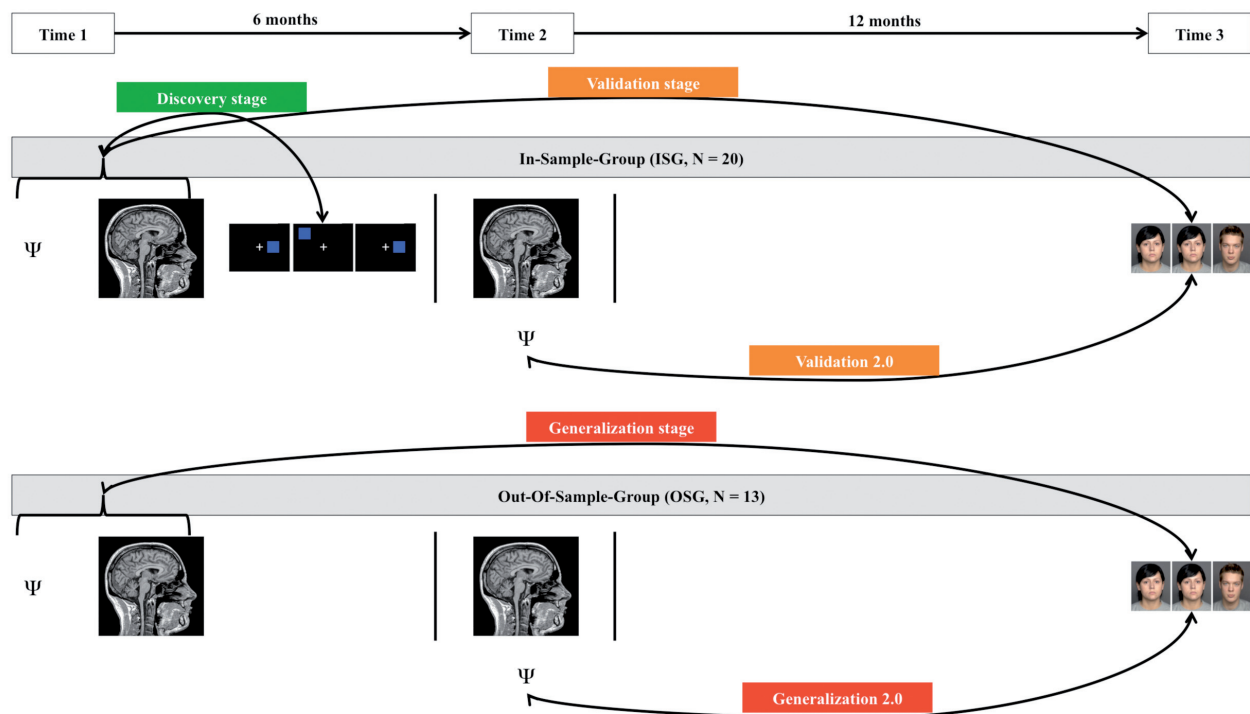 6 months
12 months
Time 1
Time 2
Time 3
Validation stage
Discovery stage
In-Sample-Group (ISG, N = 20)
Ψ
Ψ
Validation 2.0
Generalization stage
Out-Of-Sample-Group (OSG, N = 13)
Ψ
Ψ
Generalization 2.0